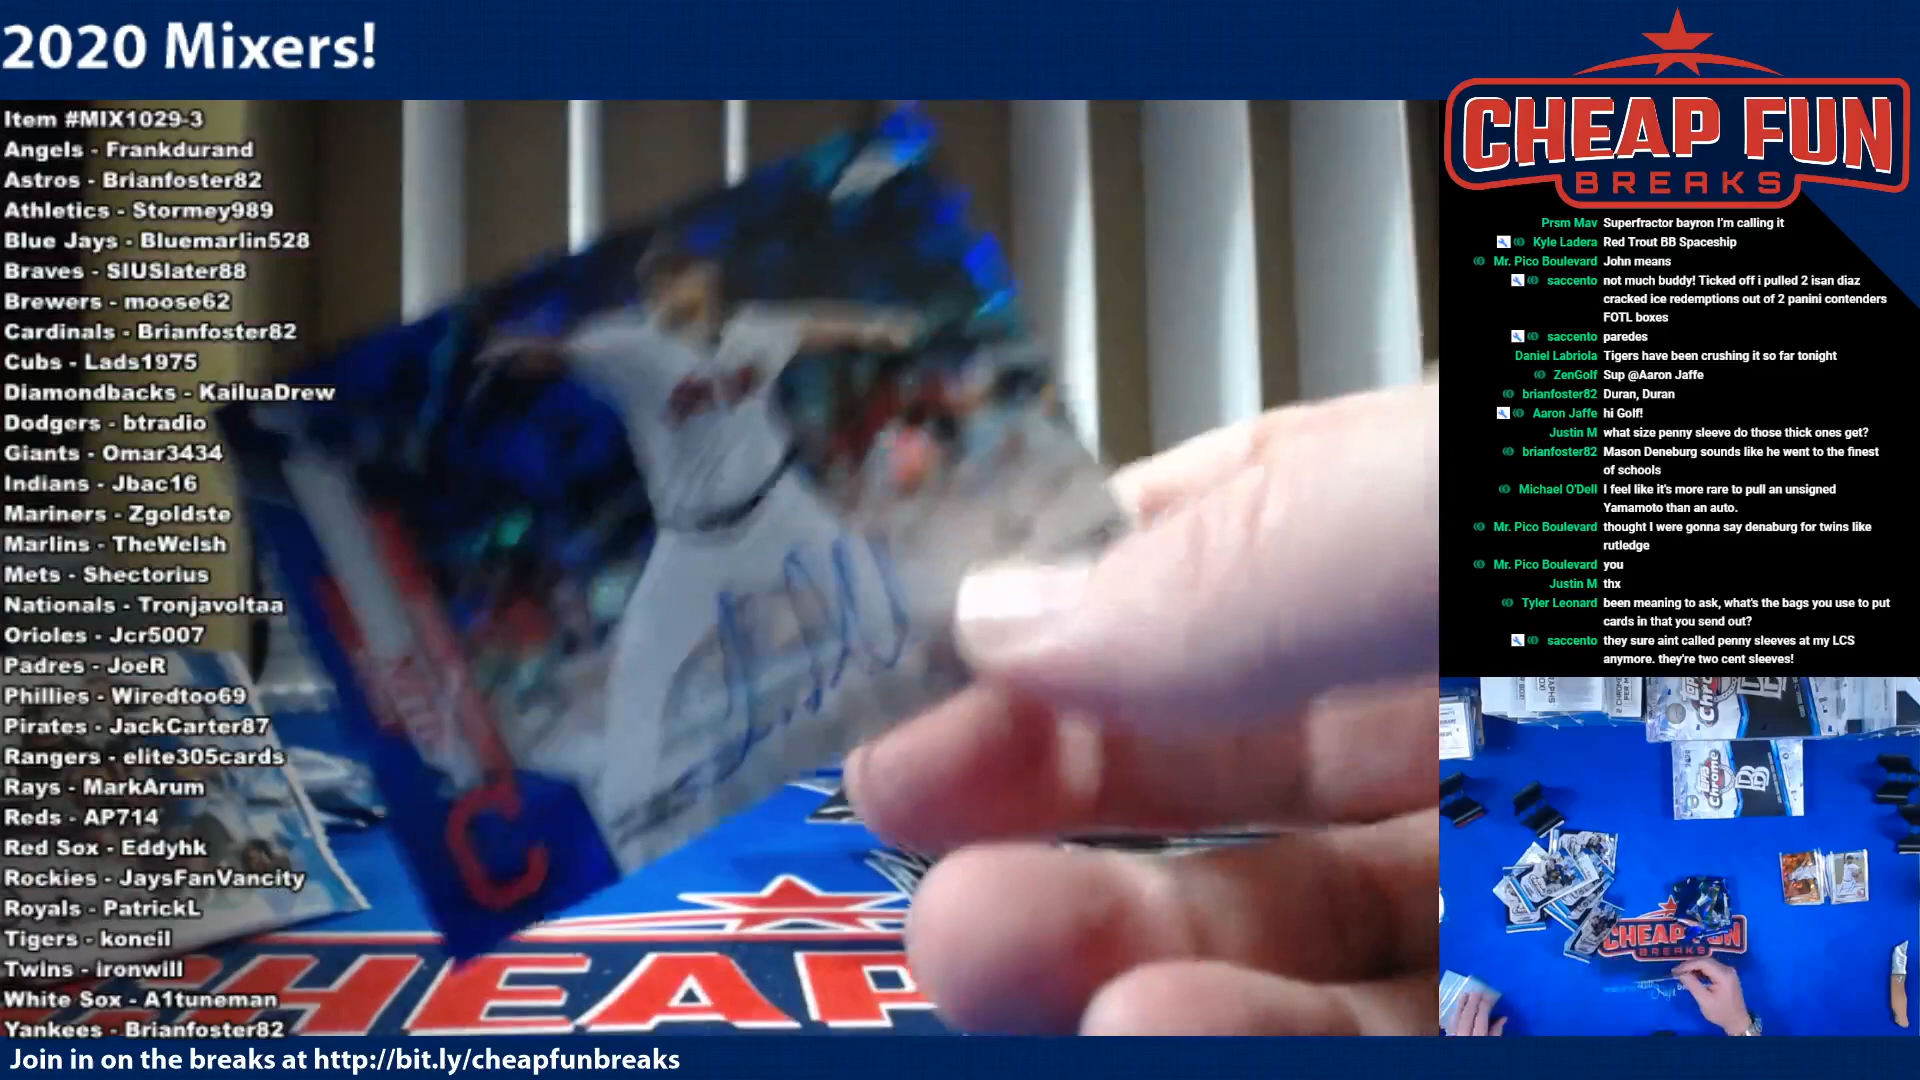 2020 Mixers!
Item #MIX1029-3
Angels - Frankdurand
Astros - Brianfoster82
Athletics - Stormey989
Blue Jays - Bluemarlin528
Braves - SIUSlater88
Brewers - moose62
Cardinals - Brianfoster82
Cubs - Lads1975
Diamondbacks - KailuaDrew
Dodgers - btradio
Giants - Omar3434
Indians - Jbac16
Mariners - Zgoldste
Marlins - TheWelsh
Mets - Shectorius
Nationals - Tronjavoltaa
Orioles - Jcr5007
Padres - JoeR
Phillies - Wiredtoo69
Pirates - JackCarter87
Rangers - elite305cards
Rays - MarkArum
Reds - AP714
Red Sox - Eddyhk
Rockies - JaysFanVancity
Royals - PatrickL
Tigers - koneil
Twins - ironwill
White Sox - A1tuneman
Yankees - Brianfoster82
C
CHEAP
Join in on the breaks at http://bit.ly/cheapfunbreaks
CHEAP FUN
BREAKS
Prsm Mav Superfractor bayron I'm calling it
Kyle Ladera Red Trout BB Spaceship
Mr. Pico Boulevard John means
saccento not much buddy! Ticked off i pulled 2 isan diaz
cracked ice redemptions out of 2 panini contenders
FOTL boxes
saccento paredes
Daniel Labriola Tigers have been crushing it so far tonight
ZenGolf Sup @Aaron Jaffe
brianfoster82 Duran, Duran
Aaron Jaffe hi Golf!
Justin M what size penny sleeve do those thick ones get?
brianfoster82 Mason Deneburg sounds like he went to the finest
of schools
Michael O'Dell I feel like it's more rare to pull an unsigned
Yamamoto than an auto.
Mr. Pico Boulevard thought I were gonna say denaburg for twins like
rutledge
Mr. Pico Boulevard you
Justin M thx
Tyler Leonard been meaning to ask, what's the bags you use to put
cards in that you send out?
saccento they sure aint called penny sleeves at my LCS
anymore. they're two cent sleeves!
Chrome
CHEAP FUN
BREAKS